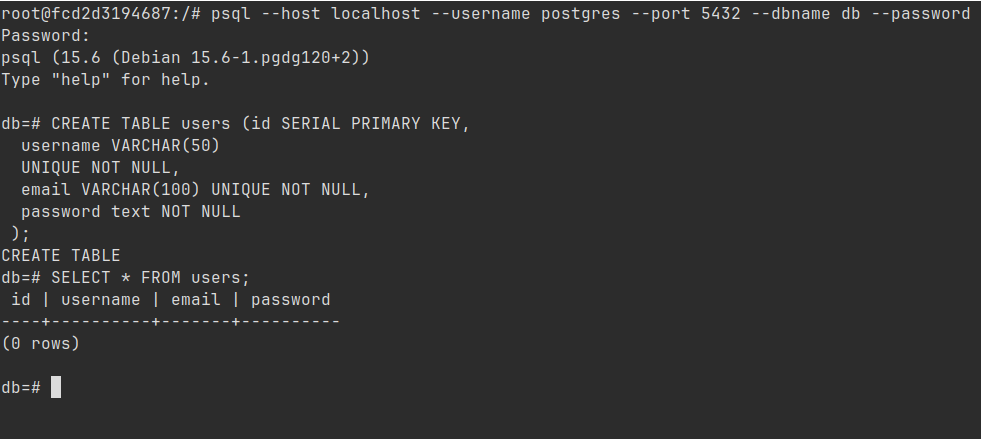 root@fcd2d3194687:/# psql --host localhost --username postgres --port 5432 --dbname db --password
Password:
psql (15.6 (Debian 15.6-1.pgdg120+2))
Type "help" for help.

db=# CREATE TABLE users (id SERIAL PRIMARY KEY,
  username VARCHAR(50)
  UNIQUE NOT NULL,
  email VARCHAR(100) UNIQUE NOT NULL,
  password text NOT NULL
 );
CREATE TABLE
db=# SELECT * FROM users;
 id | username | email | password
----+----------+-------+----------
(0 rows)

db=#